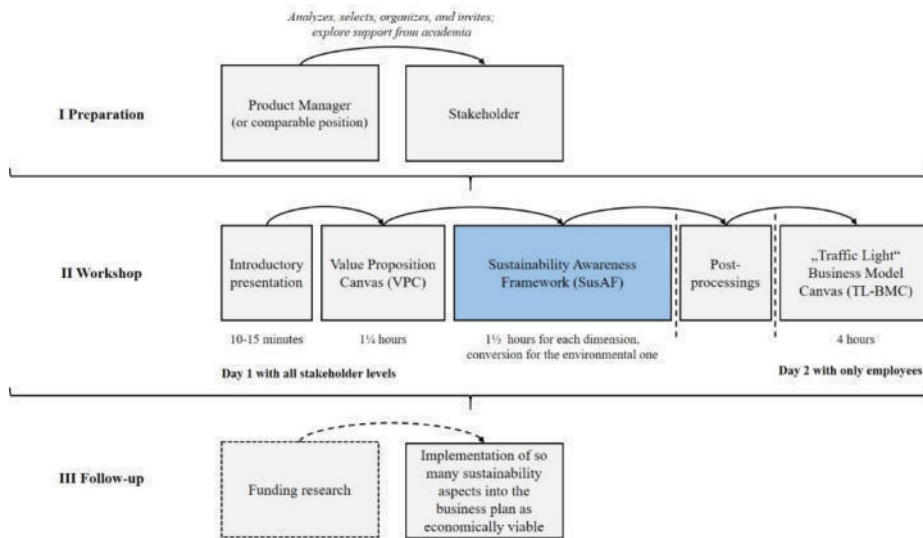 Analyzes, selects, organizes, and invites;
explore support from academia
I Preparation
Product Manager
(or comparable position)
Stakeholder
II Workshop
Introductory
presentation
Value Proposition
Canvas (VPC)
Sustainability Awareness
Framework (SusAF)
Post-
processings
„Traffic Light“
Business Model
Canvas (TL-BMC)
10-15 minutes
1¼ hours
1½ hours for each dimension,
conversion for the environmental one
4 hours
Day 1 with all stakeholder levels
Day 2 with only employees
III Follow-up
Funding research
Implementation of so
many sustainability
aspects into the
business plan as
economically viable